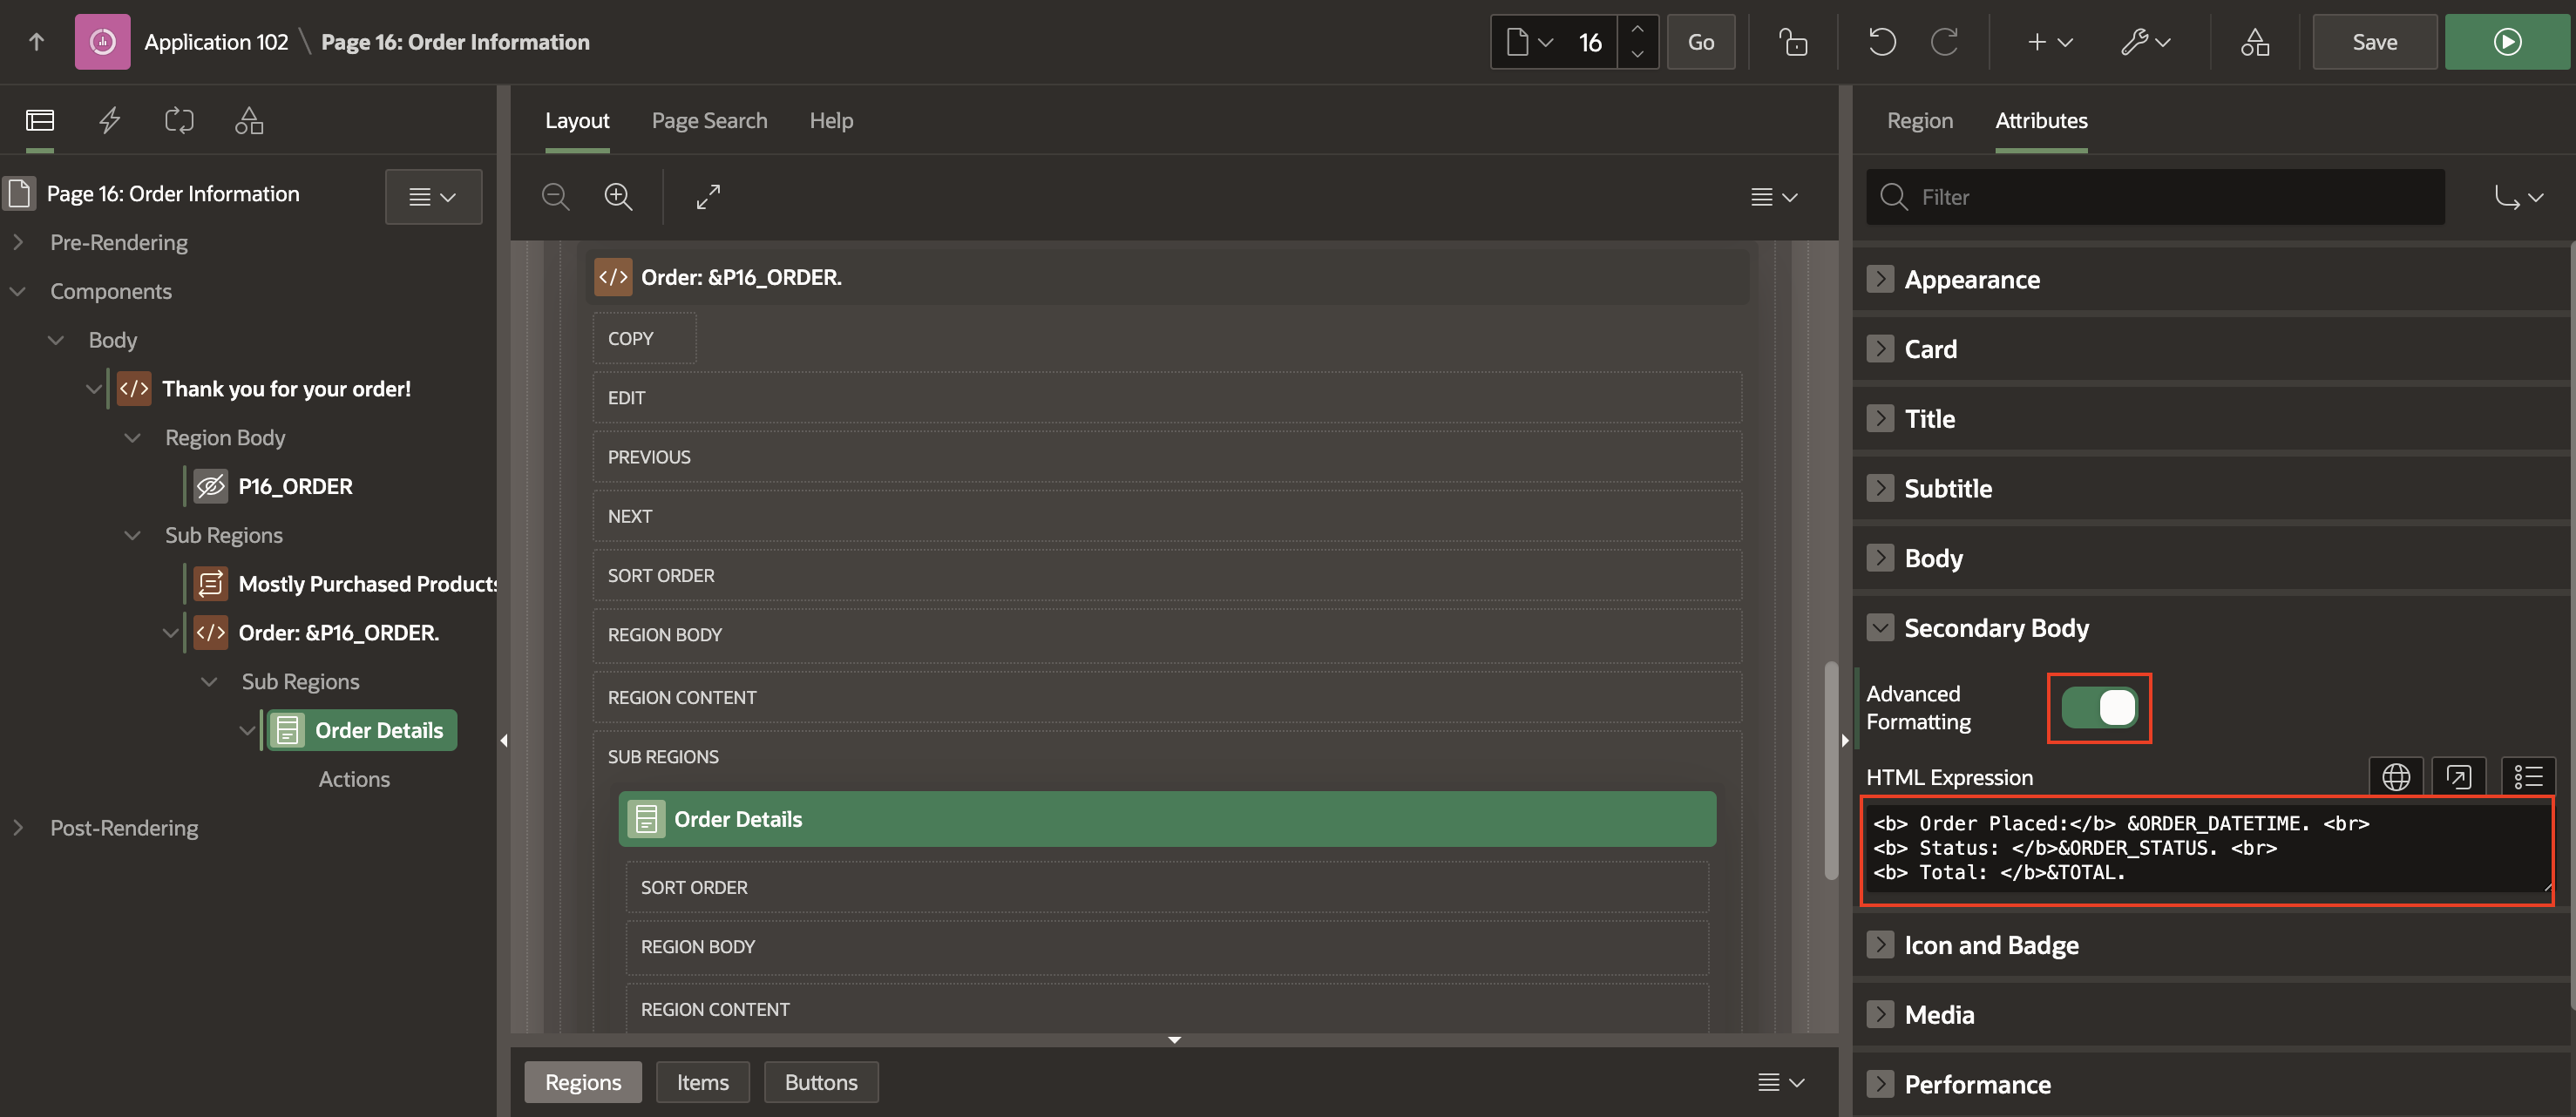 Application 102 \ Page 16: Order Information
16
Go
Save
Layout
Page Search
Help
Region
Attributes
Page 16: Order Information
Pre-Rendering
Components
Body
Thank you for your order!
Region Body
P16_ORDER
Sub Regions
Mostly Purchased Products
Order: &P16_ORDER.
Sub Regions
Order Details
Actions
Post-Rendering
Order: &P16_ORDER.
COPY
EDIT
PREVIOUS
NEXT
SORT ORDER
REGION BODY
REGION CONTENT
SUB REGIONS
Order Details
SORT ORDER
REGION BODY
REGION CONTENT
Regions
Items
Buttons
Filter
Appearance
Card
Title
Subtitle
Body
Secondary Body
Advanced
Formatting
HTML Expression
<b> Order Placed:</b> &ORDER_DATETIME. <br>
<b> Status: </b>&ORDER_STATUS. <br>
<b> Total: </b>&TOTAL.
Icon and Badge
Media
Performance